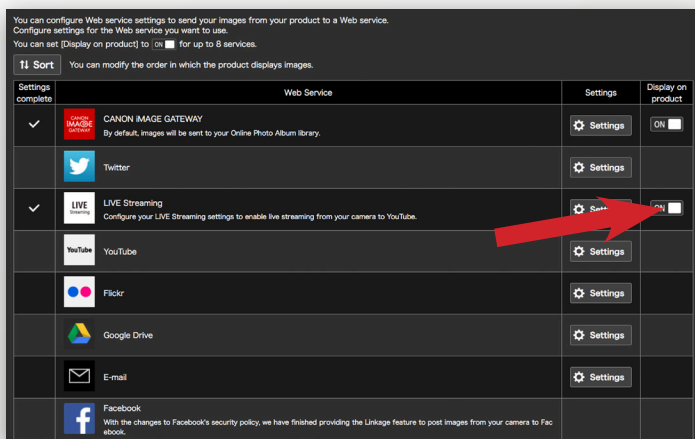 You can configure Web service settings to send your images from your product to a Web service.
Configure settings for the Web service you want to use.
You can set [Display on product] to ON for up to 8 services.
Sort You can modify the order in which the product displays images.
Settings complete Web Service Settings Display on product
CANON iMAGE GATEWAY
CANON iMAGE GATEWAY
By default, images will be sent to your Online Photo Album library.
Settings ON
Twitter Settings
LIVE Streaming
LIVE Streaming
Configure your LIVE Streaming settings to enable live streaming from your camera to YouTube.
Settings ON
YouTube YouTube Settings
Flickr Settings
Google Drive Settings
E-mail Settings
Facebook
With the changes to Facebook's security policy, we have finished providing the Linkage feature to post images from your camera to Fac
ebook.